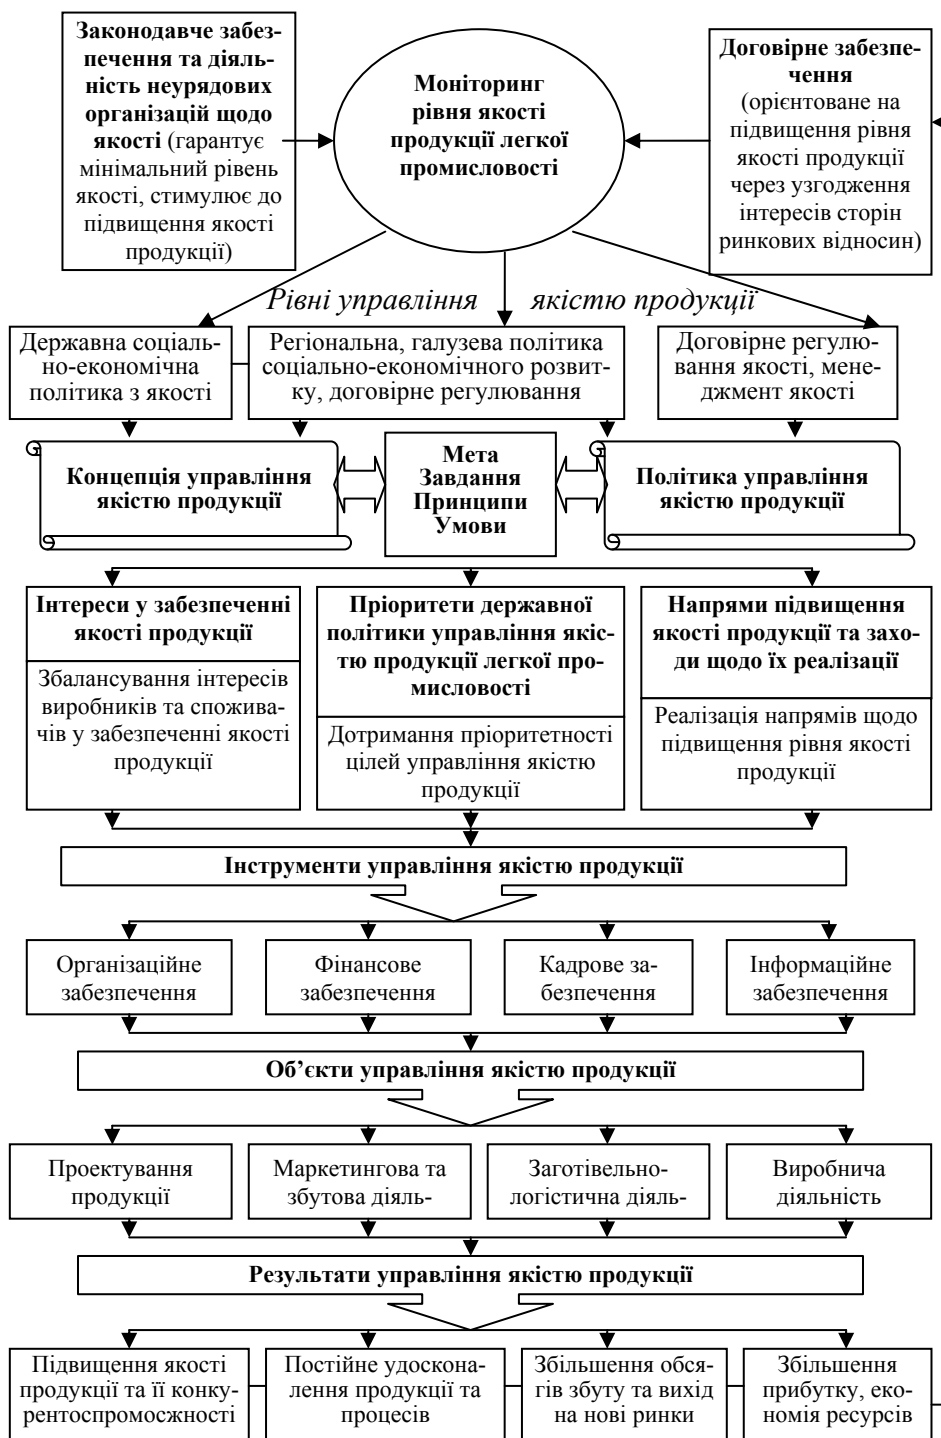 Законодавче забез-
печення та діяль-
ність неурядових
організацій щодо
якості (гарантує
мінімальний рівень
якості, стимулює до
підвищення якості
продукції)
Моніторинг
рівня якості
продукції легкої
промисловості
Договірне забезпе-
чення
(орієнтоване на
підвищення рівня
якості продукції
через узгодження
інтересів сторін
ринкових відносин)
Рівні управління якістю продукції
Державна соціаль-
но-економічна
політика з якості
Регіональна, галузева політика
соціально-економічного розвит-
ку, договірне регулювання
Договірне регулю-
вання якості, мене-
джмент якості
Концепція управління
якістю продукції
Мета
Завдання
Принципи
Умови
Політика управління
якістю продукції
Інтереси у забезпеченні
якості продукції
Збалансування інтересів
виробників та спожива-
чів у забезпеченні якості
продукції
Пріоритети державної
політики управління якіс-
тю продукції легкої про-
мисловості
Дотримання пріоритетності
цілей управління якістю
продукції
Напрями підвищення
якості продукції та захо-
ди щодо їх реалізації
Реалізація напрямів щодо
підвищення рівня якості
продукції
Інструменти управління якістю продукції
Організаційне
забезпечення
Фінансове
забезпечення
Кадрове за-
безпечення
Інформаційне
забезпечення
Об’єкти управління якістю продукції
Проектування
продукції
Маркетингова та
збутова діяль-
Заготівельно-
логістична діяль-
Виробнича
діяльність
Результати управління якістю продукції
Підвищення якості
продукції та її конку-
рентоспромосжності
Постійне удоскона-
лення продукції та
процесів
Збільшення обся-
гів збуту та вихід
на нові ринки
Збільшення
прибутку, еко-
номія ресурсів